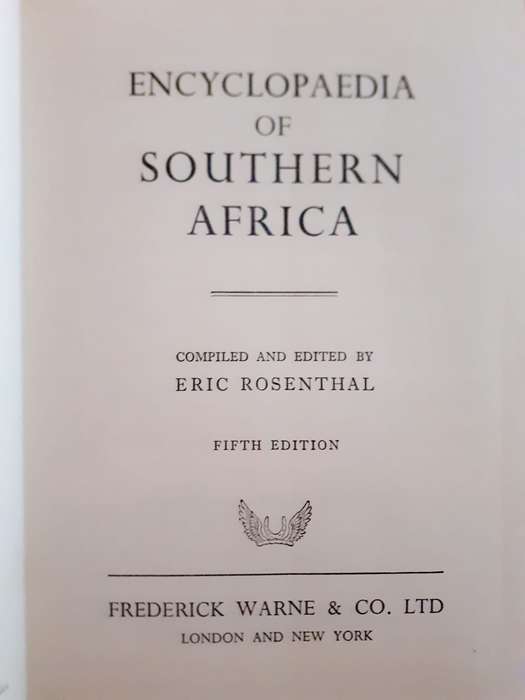 ENCYCLOPAEDIA
OF
SOUTHERN
AFRICA
COMPILED AND EDITED BY
ERIC ROSENTHAL
FIFTH EDITION
FREDERICK WARNE & CO. LTD
LONDON AND NEW YORK